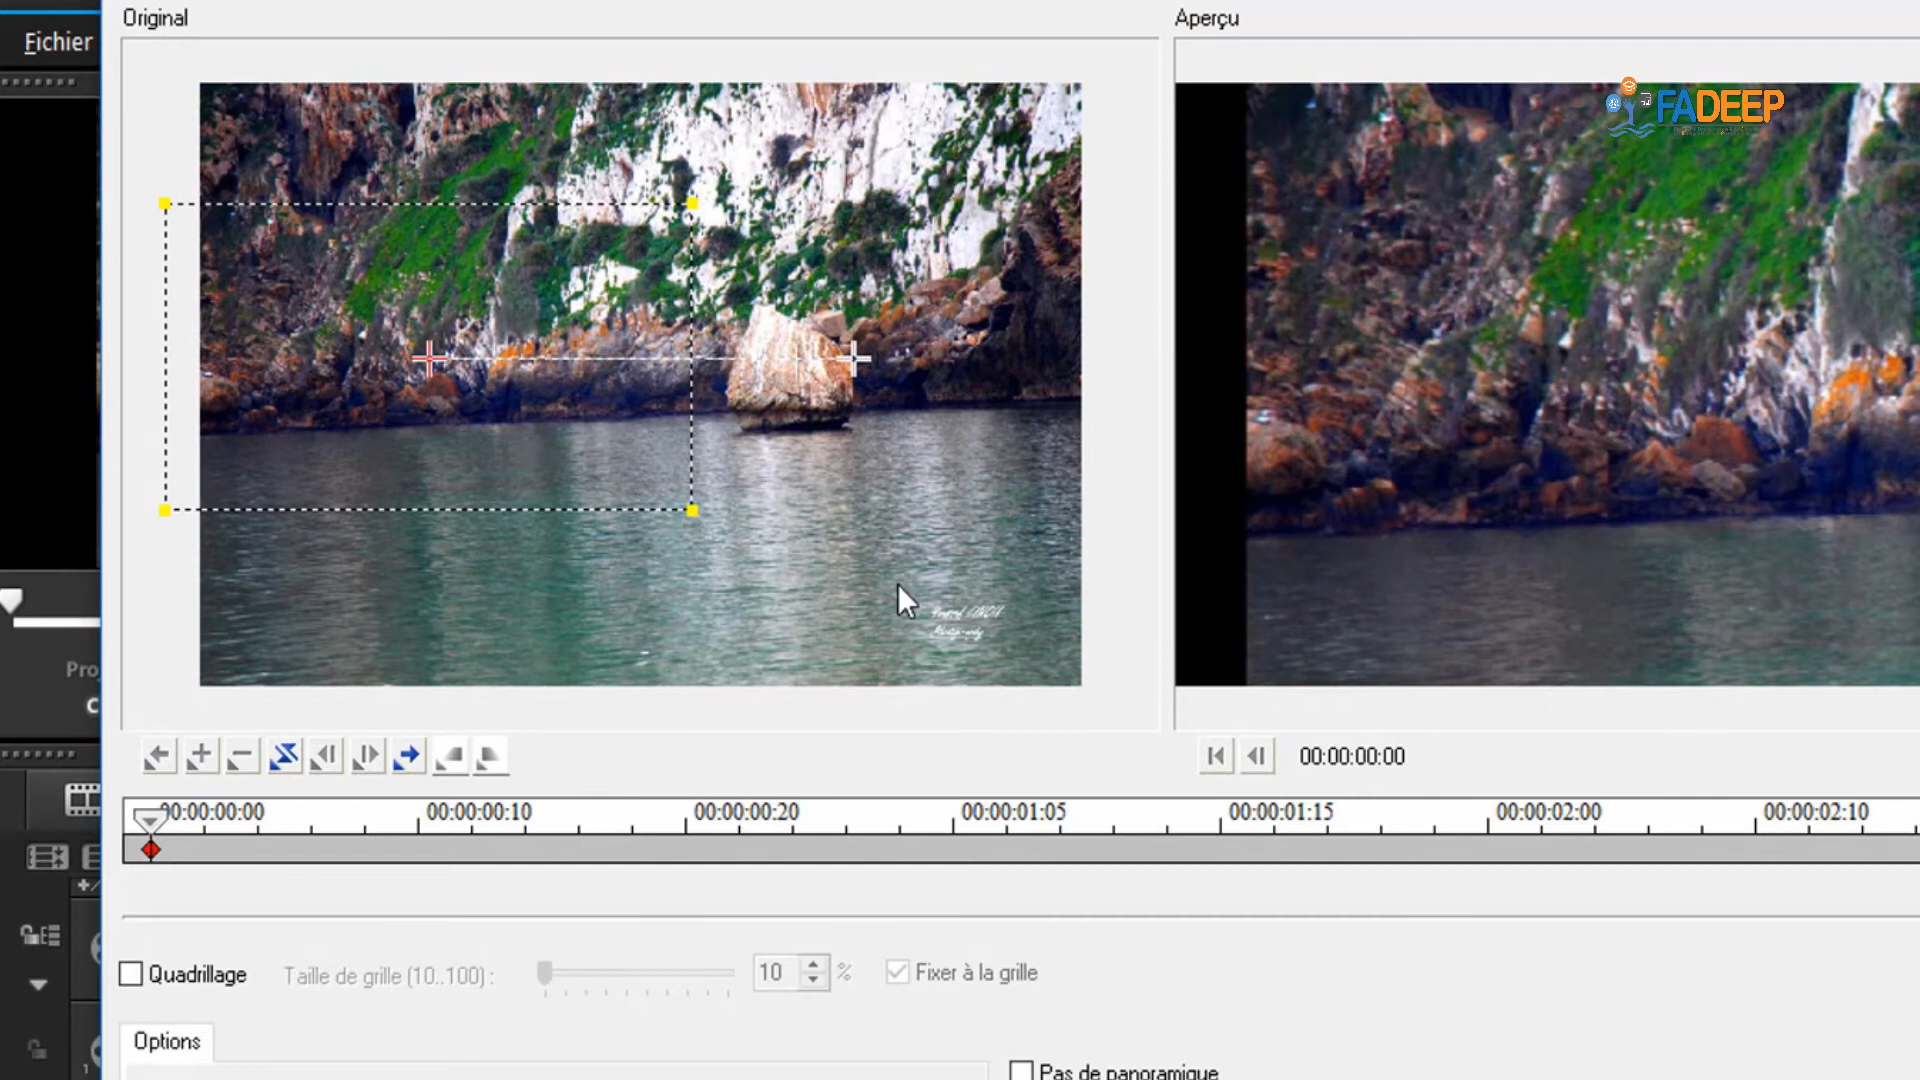 Original
Aperçu
Fichier
FADEEP
Pro
C
00:00:00:00
00:00:00:00
00:00:00:10
00:00:00:20
00:00:01:05
00:00:01:15
00:00:02:00
00:00:02:10
Quadrillage
Taille de grille (10..100) :
10
%
Fixer à la grille
Options
Pas de panoramique
1